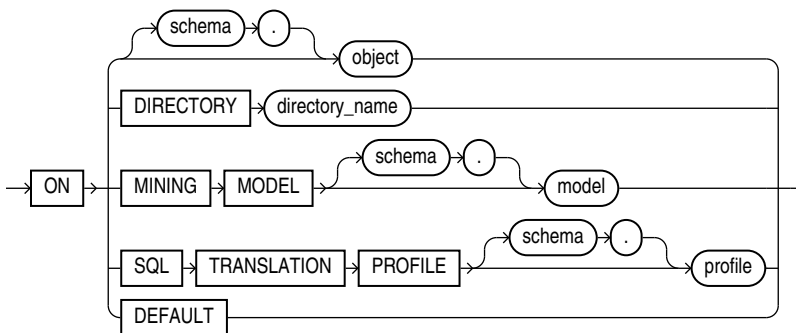 schema .
object
DIRECTORY directory_name
schema .
ON MINING MODEL model
schema .
SQL TRANSLATION PROFILE profile
DEFAULT